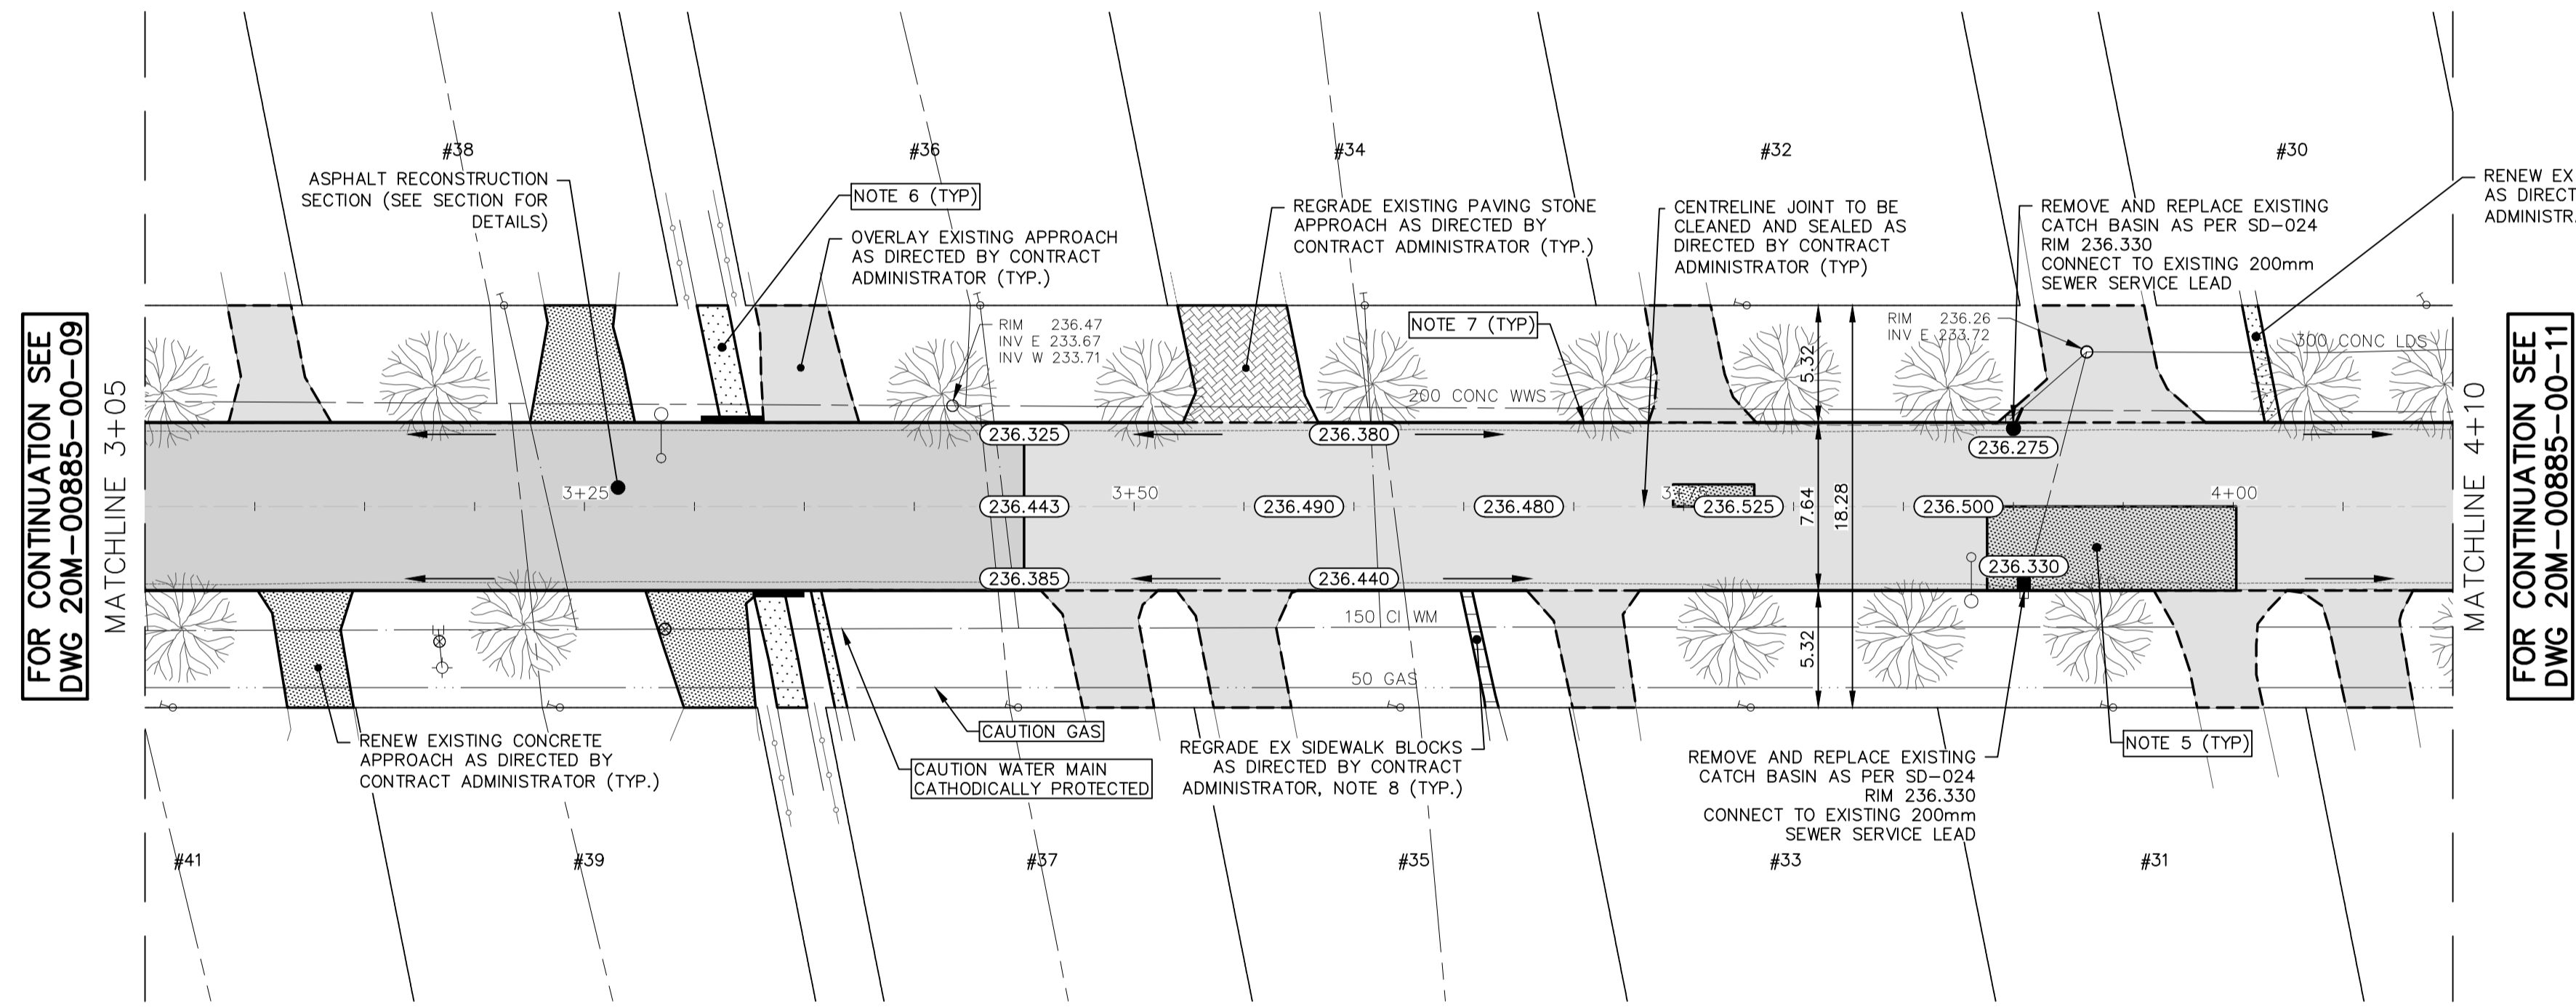 FOR CONTINUATION SEE
DWG 20M-00885-00-09
MATCHLINE 3+05
#38
#36
#34
#32
#30
ASPHALT RECONSTRUCTION
SECTION (SEE SECTION FOR
DETAILS)
NOTE 6 (TYP)
OVERLAY EXISTING APPROACH
AS DIRECTED BY CONTRACT
ADMINISTRATOR (TYP.)
REGRADE EXISTING PAVING STONE
APPROACH AS DIRECTED BY
CONTRACT ADMINISTRATOR (TYP.)
CENTRELINE JOINT TO BE
CLEANED AND SEALED AS
DIRECTED BY CONTRACT
ADMINISTRATOR (TYP)
REMOVE AND REPLACE EXISTING
CATCH BASIN AS PER SD-024
RIM 236.330
CONNECT TO EXISTING 200mm
SEWER SERVICE LEAD
RENEW EX
AS DIRECT
RIM 236.47
INV E 233.67
INV W 233.71
NOTE 7 (TYP)
RIM 236.26
INV E 233.72
300 CONC LDS
200 CONC WWS
5.32
236.325
236.380
236.275
3+25
3+50
4+00
236.443
236.490
236.480
236.525
236.500
7.64
18.28
236.385
236.440
236.330
150 CI WM
50 GAS
5.32
CAUTION GAS
CAUTION WATER MAIN
CATHODICALLY PROTECTED
RENEW EXISTING CONCRETE
APPROACH AS DIRECTED BY
CONTRACT ADMINISTRATOR (TYP.)
REGRADE EX SIDEWALK BLOCKS
AS DIRECTED BY CONTRACT
ADMINISTRATOR, NOTE 8 (TYP.)
REMOVE AND REPLACE EXISTING
CATCH BASIN AS PER SD-024
RIM 236.330
CONNECT TO EXISTING 200mm
SEWER SERVICE LEAD
NOTE 5 (TYP)
#41
#39
#37
#35
#33
#31
MATCHLINE 4+10
FOR CONTINUATION SEE
DWG 20M-00885-00-11